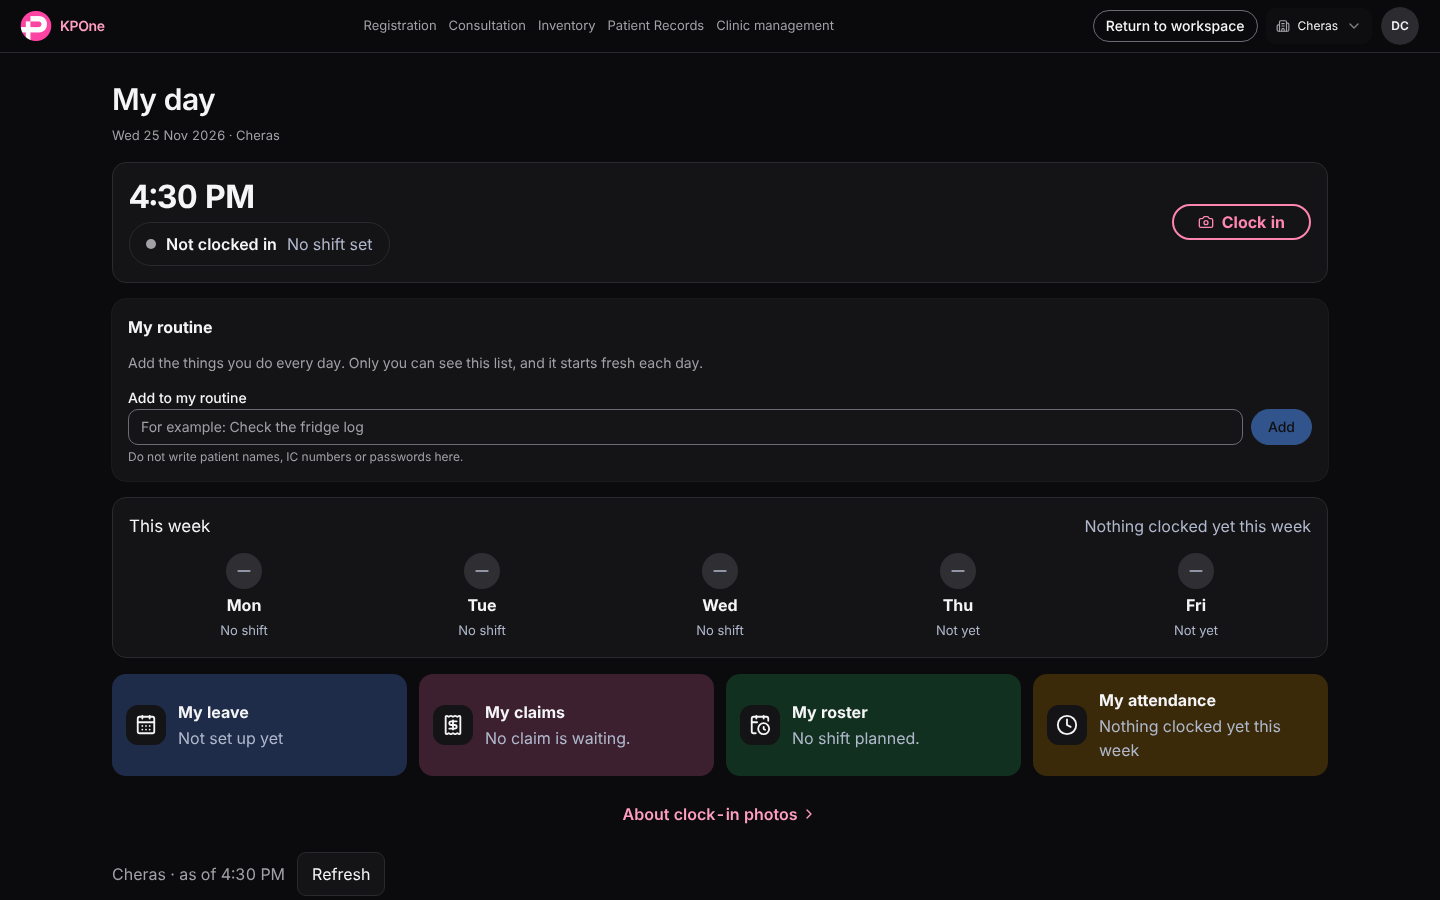 KPOne
Registration Consultation Inventory Patient Records Clinic management
Return to workspace
Cheras
DC
My day
Wed 25 Nov 2026 · Cheras
4:30 PM
Not clocked in No shift set
Clock in
My routine
Add the things you do every day. Only you can see this list, and it starts fresh each day.
Add to my routine
For example: Check the fridge log
Add
Do not write patient names, IC numbers or passwords here.
This week
Nothing clocked yet this week
Mon Tue Wed Thu Fri
No shift No shift No shift Not yet Not yet
My leave
Not set up yet
My claims
No claim is waiting.
My roster
No shift planned.
My attendance
Nothing clocked yet this
week
About clock-in photos
Cheras · as of 4:30 PM
Refresh